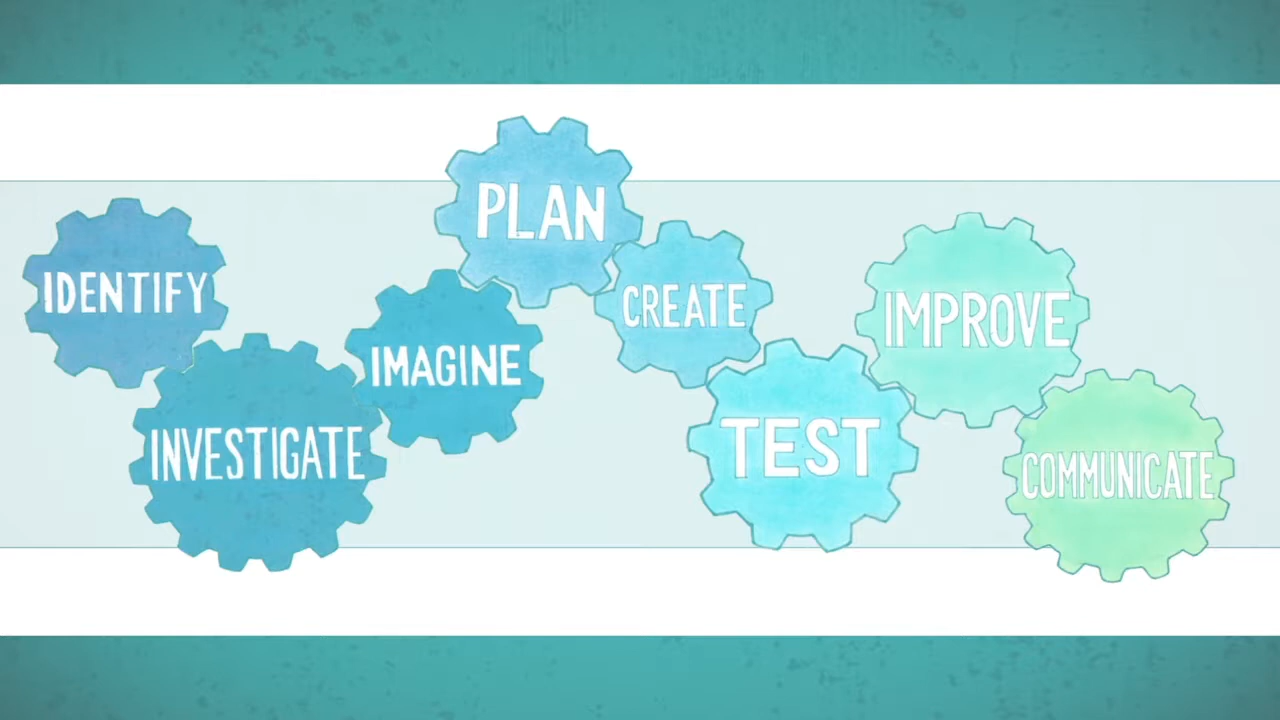 IDENTIFY
INVESTIGATE
IMAGINE
PLAN
CREATE
TEST
IMPROVE
COMMUNICATE